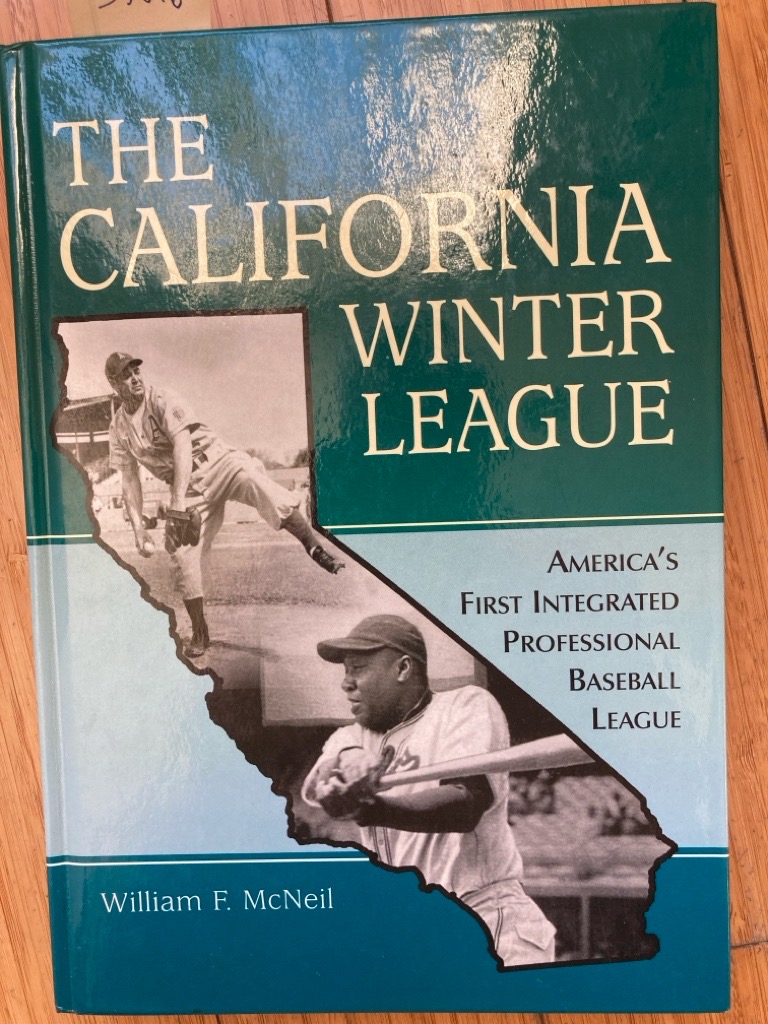 THE
CALIFORNIA
WINTER
LEAGUE
AMERICA'S
FIRST INTEGRATED
PROFESSIONAL
BASEBALL
LEAGUE
William F. McNeil